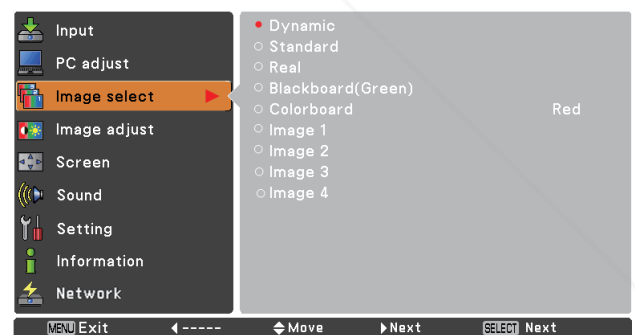 Input
PC adjust
Image select
Image adjust
Screen
Sound
Setting
Information
Network
Dynamic
Standard
Real
Blackboard(Green)
Colorboard Red
Image 1
Image 2
Image 3
Image 4
MENU Exit ----- Move Next SELECT Next